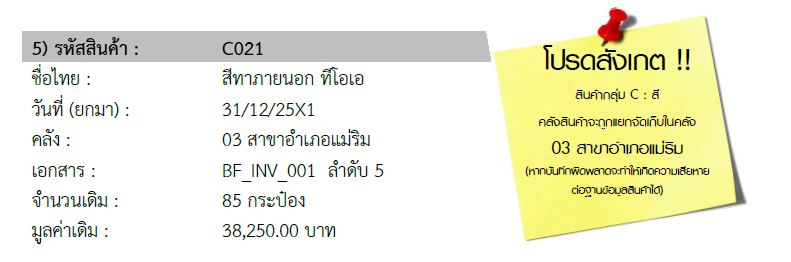 5) รหัสสินค้า : C021
ชื่อไทย : สีทาภายนอก ทีโอเอ
วันที่ (ยกมา) : 31/12/25X1
คลัง : 03 สาขาอำเภอแม่ริม
เอกสาร : BF_INV_001 ลำดับ 5
จำนวนเดิม : 85 กระป๋อง
มูลค่าเดิม : 38,250.00 บาท
โปรดสังเกต !!
สินค้ากลุ่ม C : สี
คลังสินค้าจะถูกแยกจัดเก็บในคลัง
03 สาขาอำเภอแม่ริม
(หากบันทึกผิดพลาดจะทำให้เกิดความเสียหาย
ต่อฐานข้อมูลสินค้าได้)